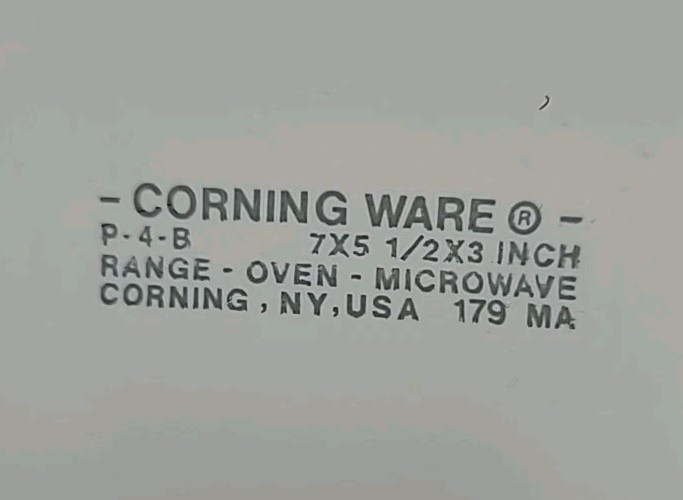 - CORNING WARE ® -
P-4-B 7X5 1/2X3 INCH
RANGE - OVEN - MICROWAVE
CORNING, NY, USA 179 MA